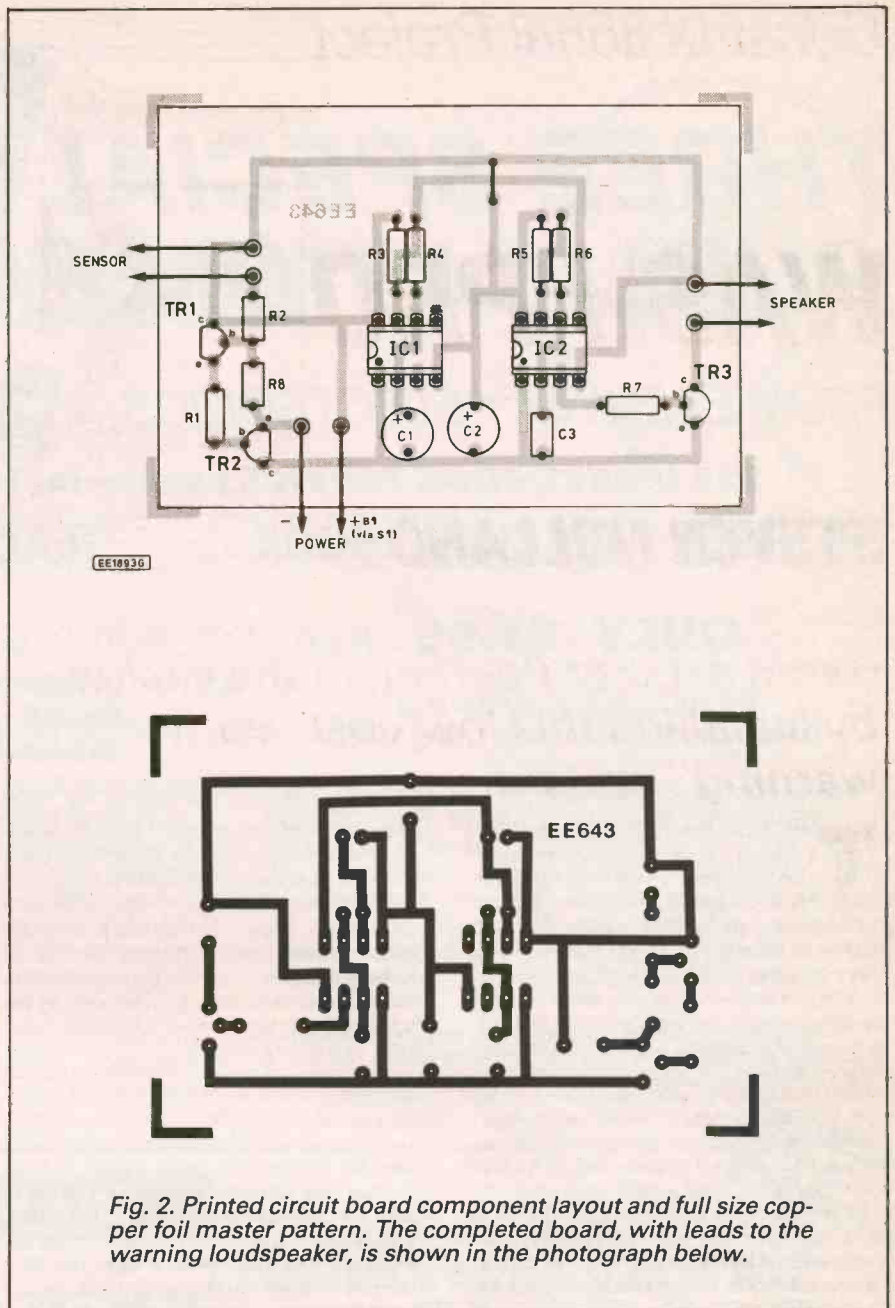 EE643
SENSOR
TR1
c
b
e
R2
R8
R1
b
e
c
TR2
R3
R4
IC1
+
C1
+
C2
R5
R6
IC2
C3
R7
SPEAKER
TR3
c
b
e
-
+B1
(via S1)
POWER
EE1893G
EE643
Fig. 2. Printed circuit board component layout and full size cop-
per foil master pattern. The completed board, with leads to the
warning loudspeaker, is shown in the photograph below.